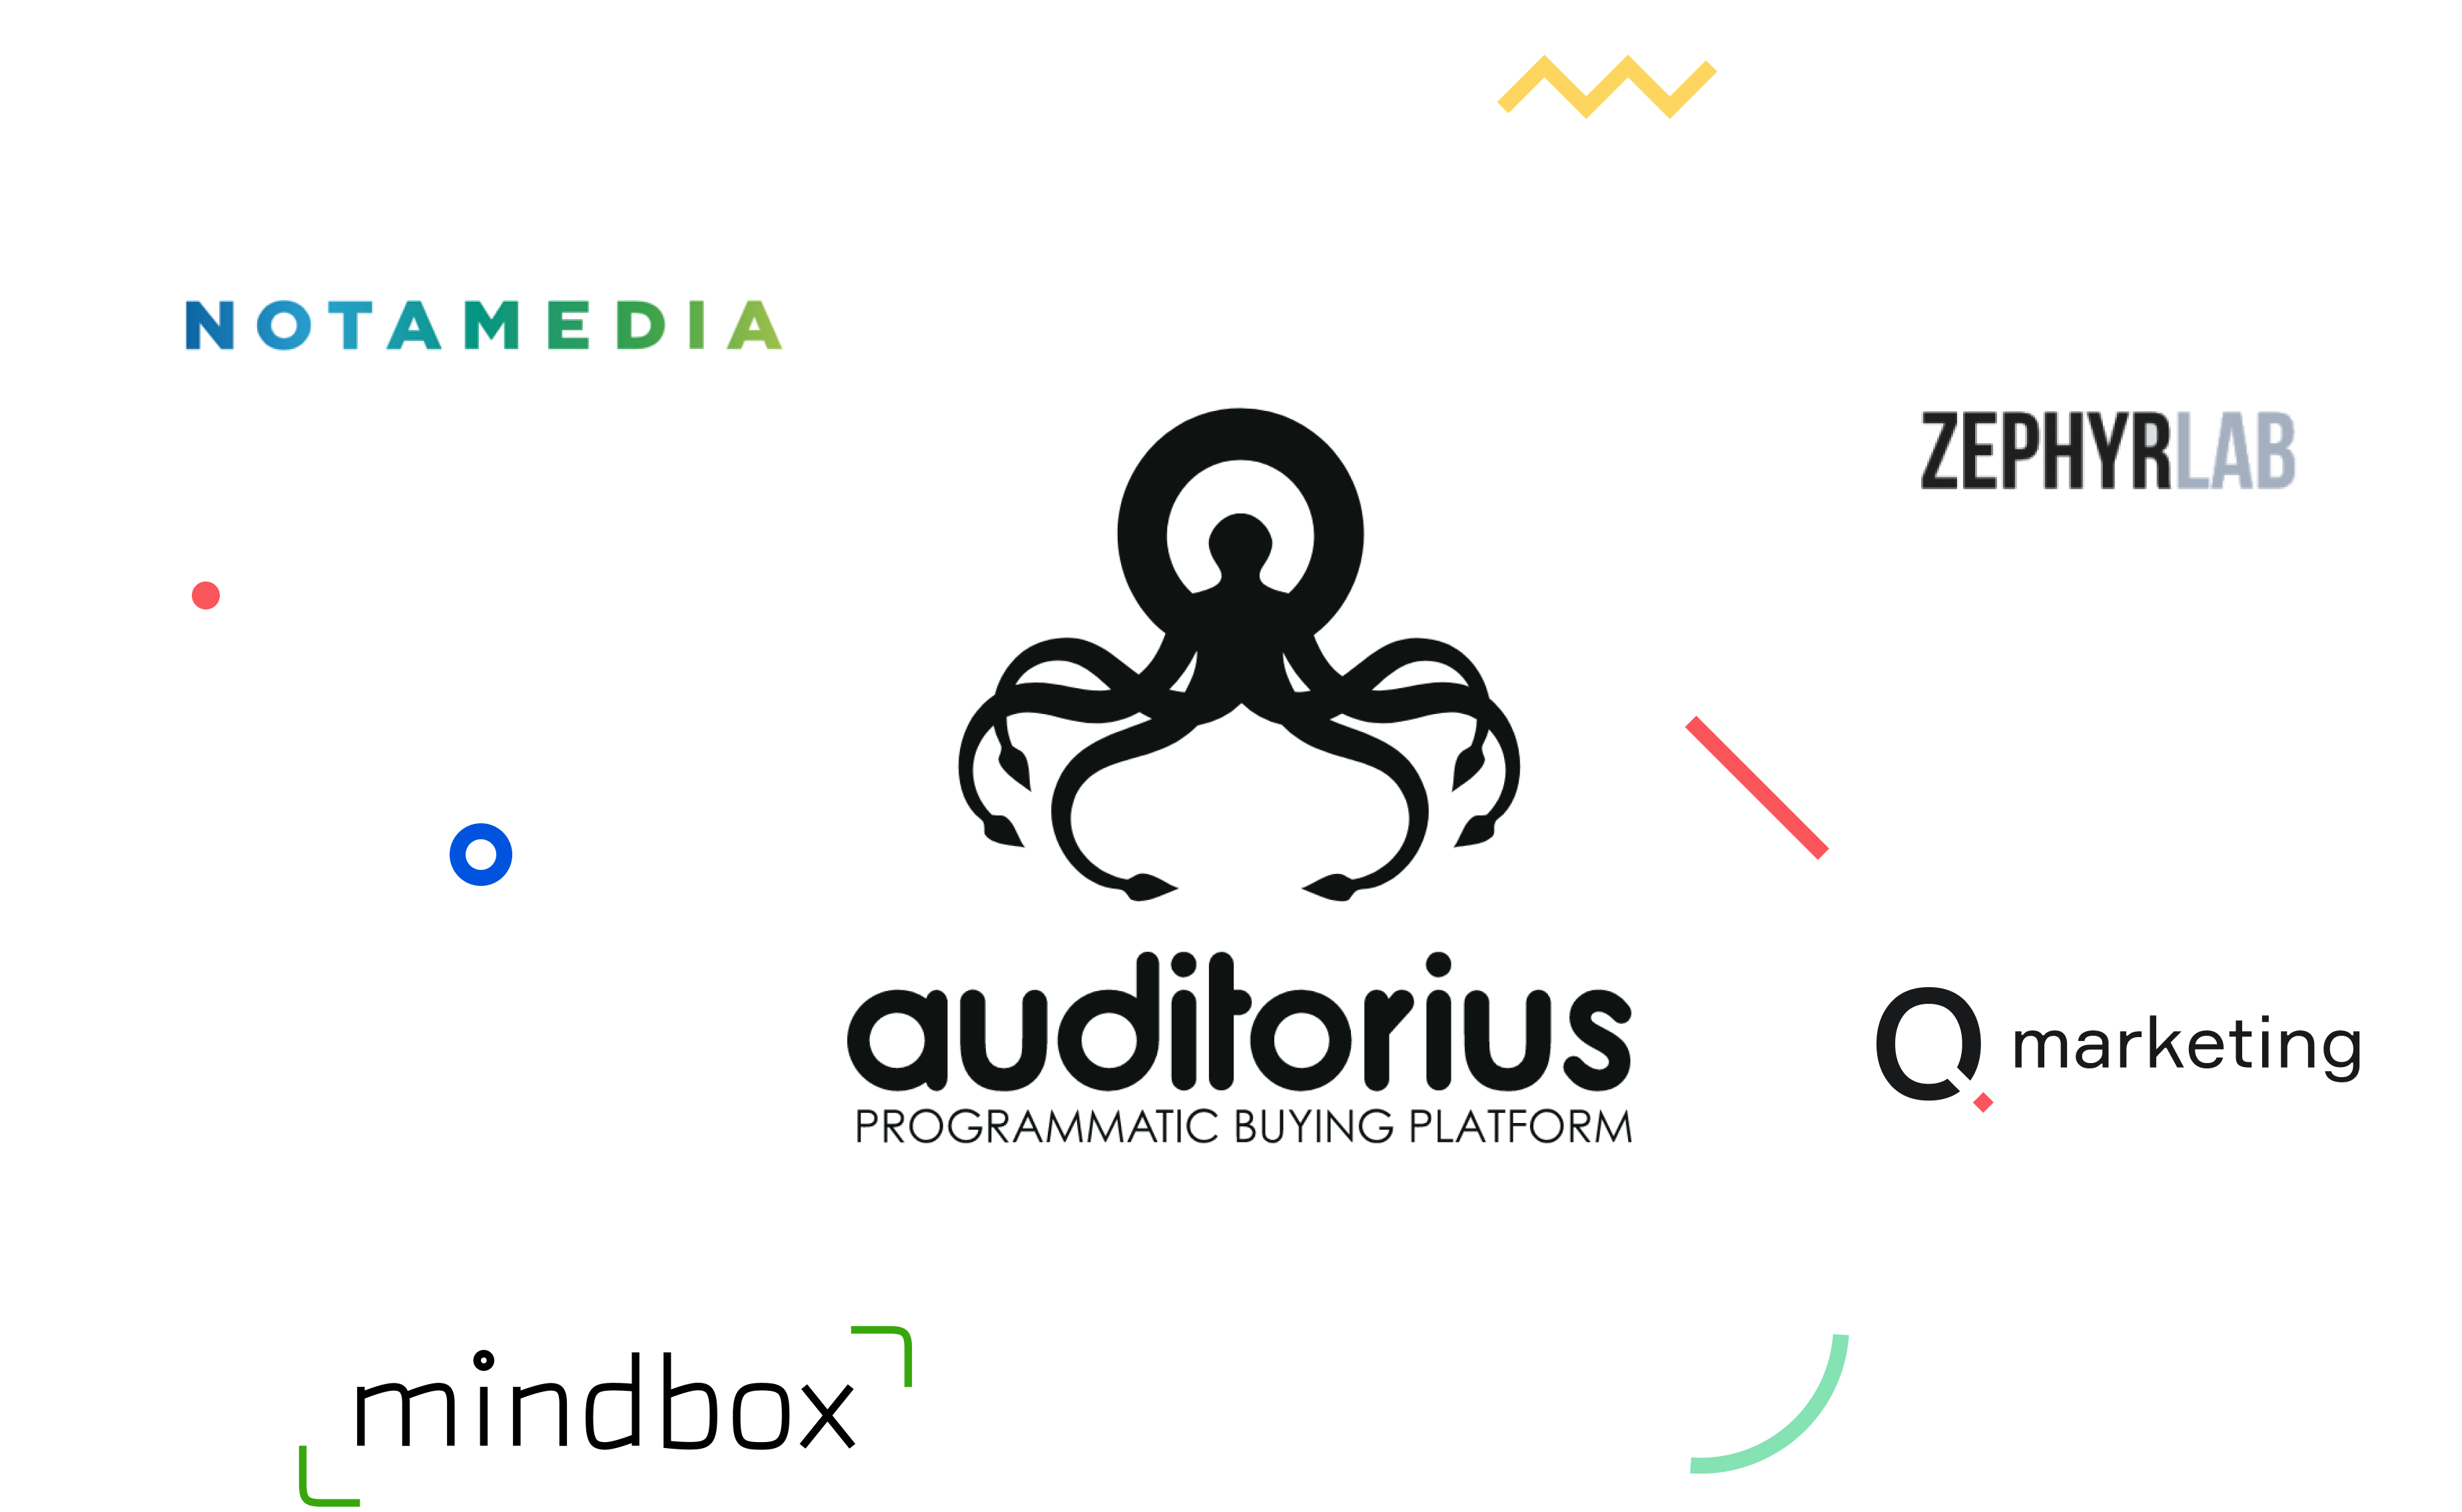 NOTAMEDIA
ZEPHYRLAB
auditorius
PROGRAMMATIC BUYING PLATFORM
Q marketing
mindbox